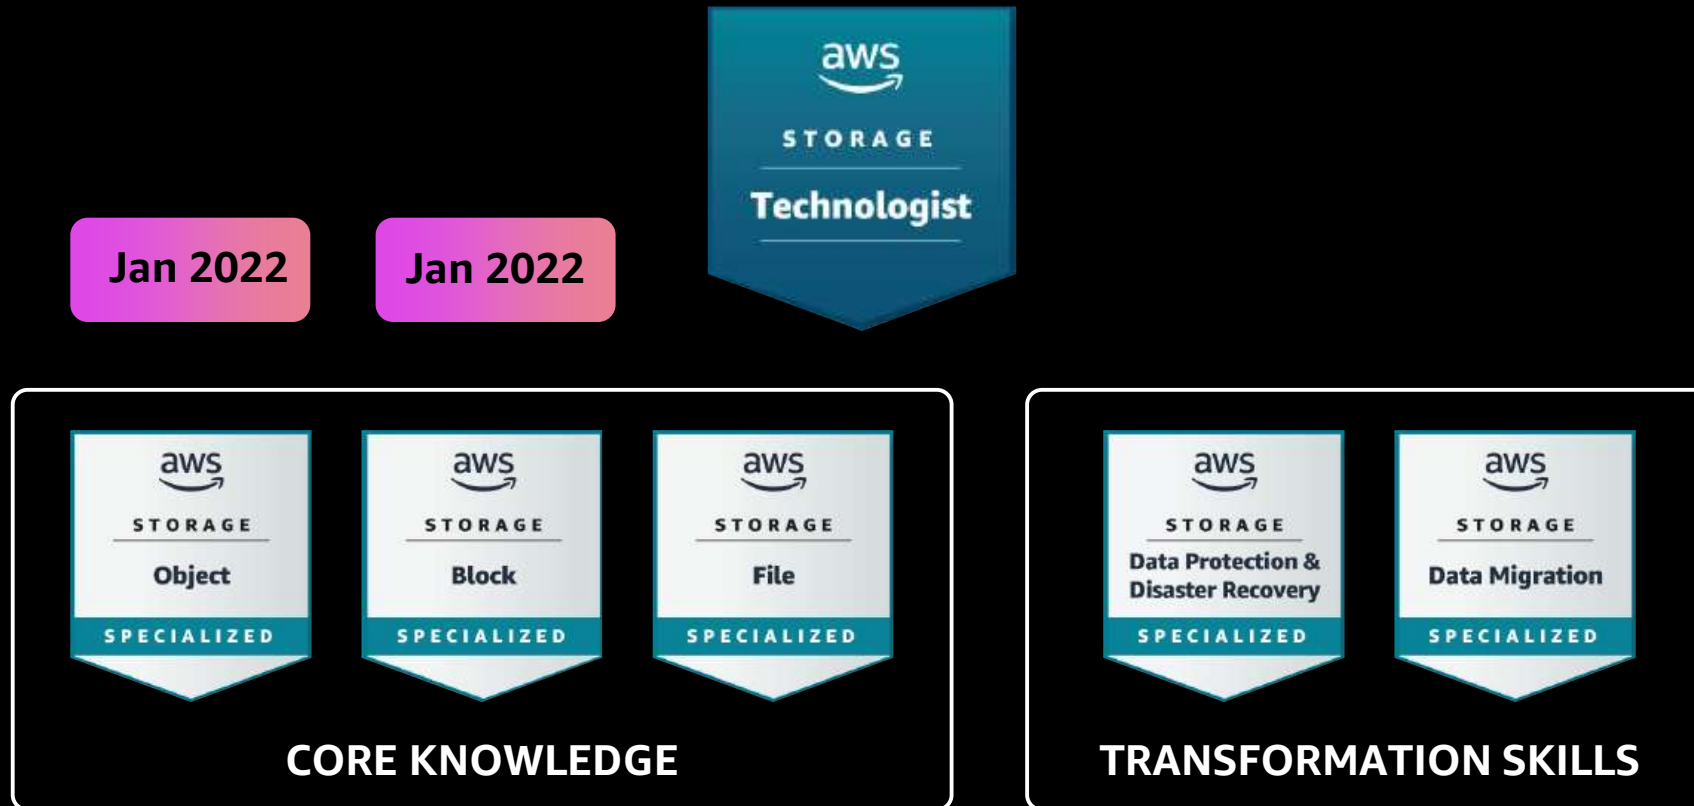 aws
STORAGE
Technologist
Jan 2022
Jan 2022
aws
STORAGE
Object
SPECIALIZED
aws
STORAGE
Block
SPECIALIZED
aws
STORAGE
File
SPECIALIZED
CORE KNOWLEDGE
aws
STORAGE
Data Protection &
Disaster Recovery
SPECIALIZED
aws
STORAGE
Data Migration
SPECIALIZED
TRANSFORMATION SKILLS